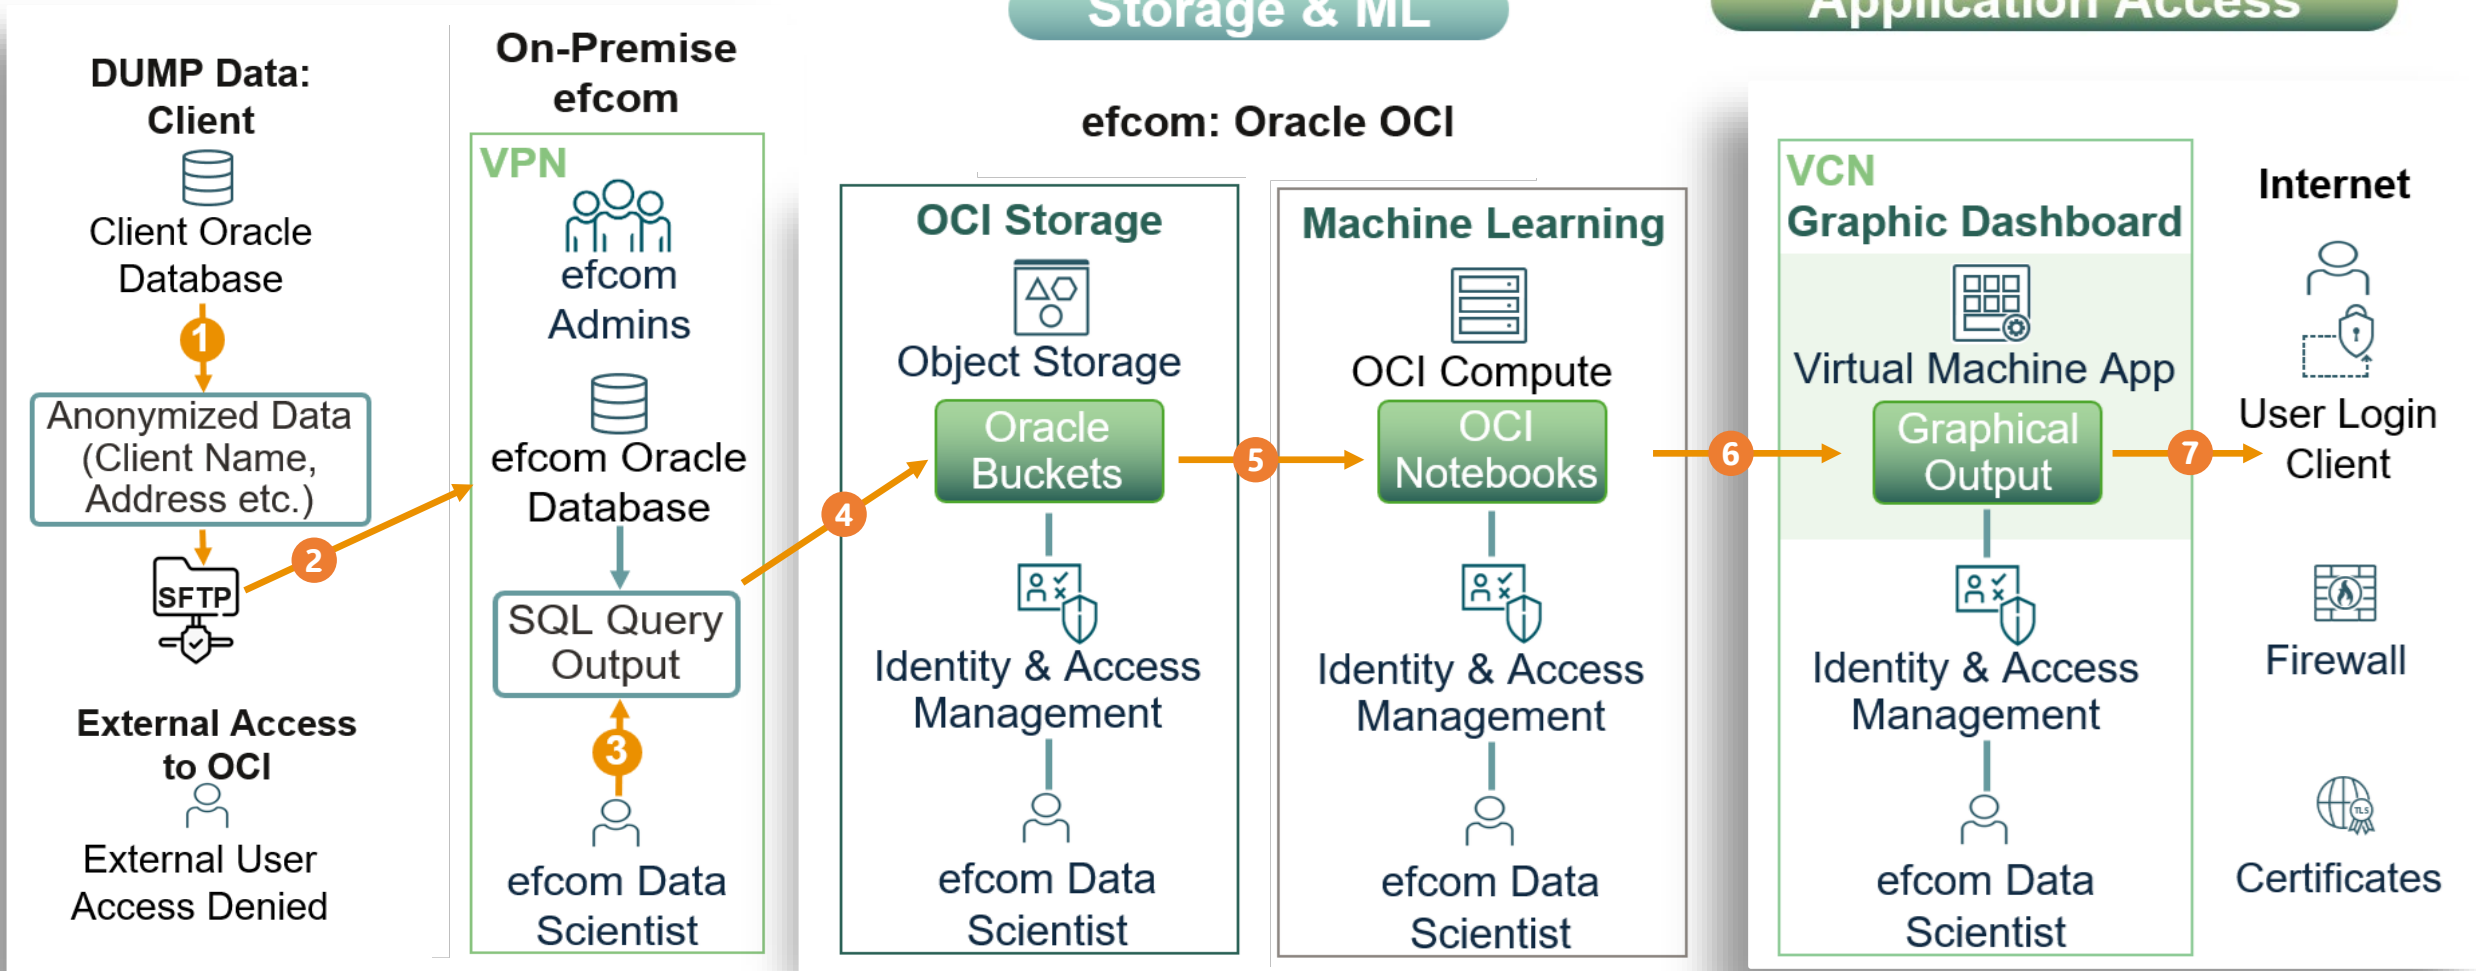 Storage & ML
Application Access
DUMP Data:
Client
Client Oracle
Database
1
Anonymized Data
(Client Name,
Address etc.)
SFTP
2
External Access
to OCI
External User
Access Denied
On-Premise
efcom
VPN
efcom
Admins
efcom Oracle
Database
SQL Query
Output
3
efcom Data
Scientist
4
efcom: Oracle OCI
OCI Storage
Object Storage
Oracle
Buckets
Identity & Access
Management
efcom Data
Scientist
5
Machine Learning
OCI Compute
OCI
Notebooks
Identity & Access
Management
efcom Data
Scientist
6
VCN
Graphic Dashboard
Virtual Machine App
Graphical
Output
Identity & Access
Management
efcom Data
Scientist
7
Internet
User Login
Client
Firewall
TLS
Certificates